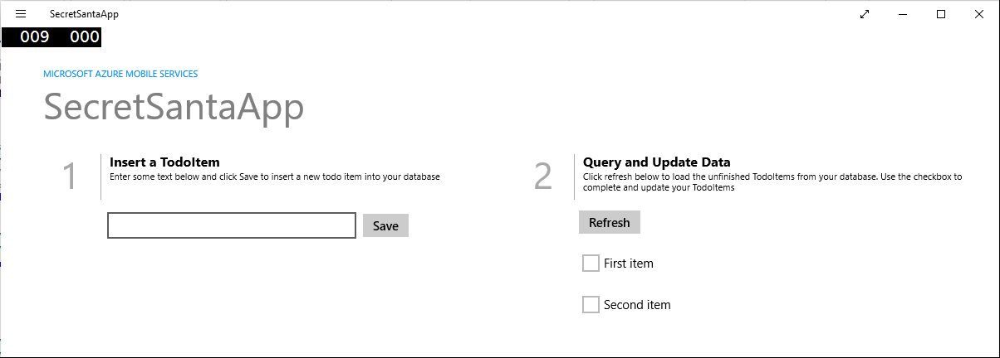 SecretSantaApp
009 000
MICROSOFT AZURE MOBILE SERVICES
SecretSantaApp
1
Insert a TodoItem
Enter some text below and click Save to insert a new todo item into your database
Save
2
Query and Update Data
Click refresh below to load the unfinished TodoItems from your database. Use the checkbox to
complete and update your TodoItems
Refresh
First item
Second item